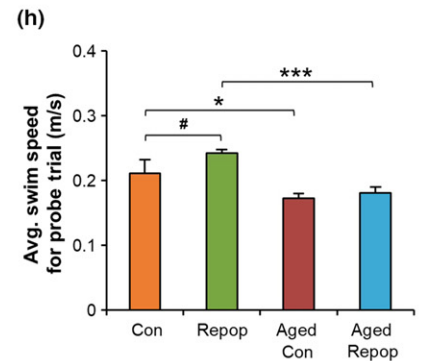 (h)
Avg. swim speed
for probe trial (m/s)
0.4
0.3
0.2
0.1
0
***
*
#
Con
Repop
Aged
Con
Aged
Repop